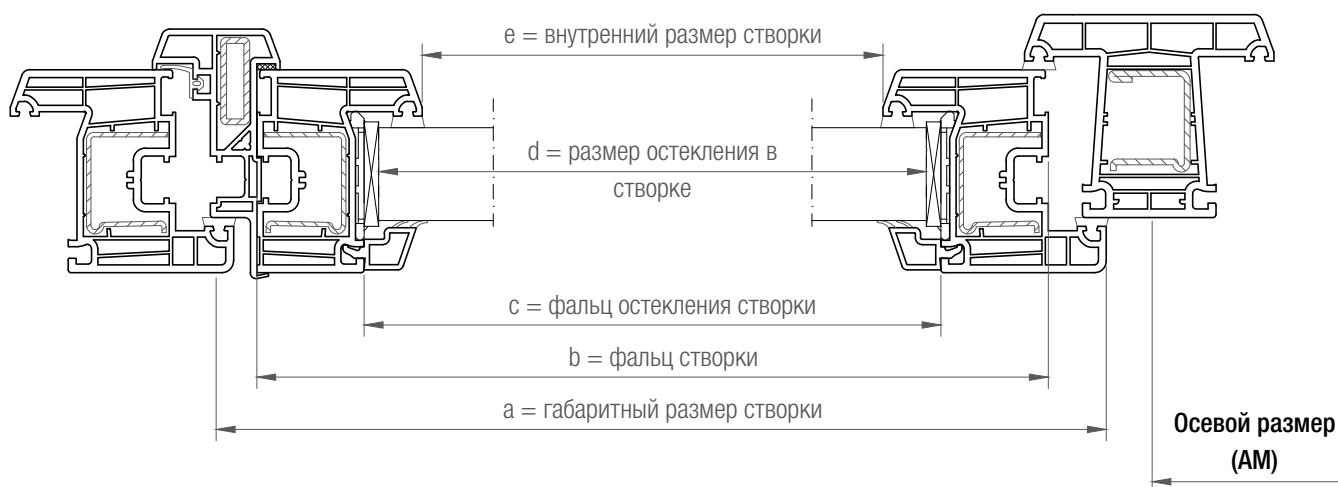 e = внутренний размер створки
d = размер остекления в
створке
c = фальц остекления створки
b = фальц створки
a = габаритный размер створки
Осевой размер
(AM)